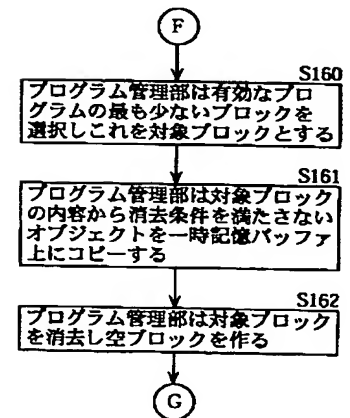 F
S160
プログラム管理部は有効なプロ
グラムの最も少ないブロックを
選択しこれを対象ブロックとする
S161
プログラム管理部は対象ブロック
の内容から消去条件を満たさない
オブジェクトを一時記憶バッファ
上にコピーする
S162
プログラム管理部は対象ブロック
を消去し空ブロックを作る
G